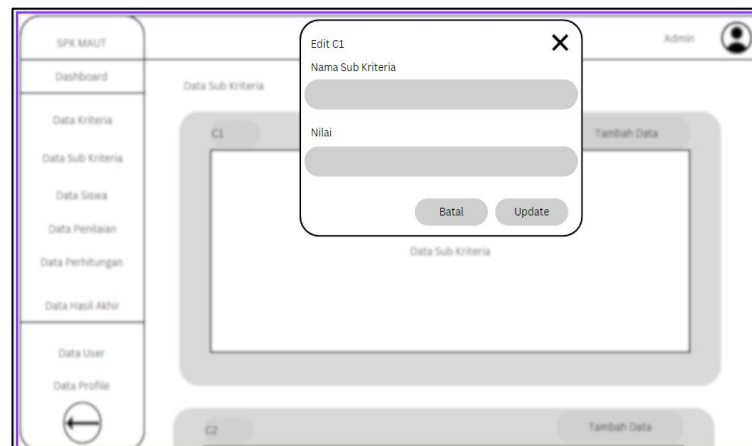 SPK MAUT
Admin
Dashboard
Data Kriteria
Data Sub Kriteria
Data Siswa
Data Penilaian
Data Perhitungan
Data Hasil Akhir
Data User
Data Profile
Data Sub Kriteria
C1
Tambah Data
Data Sub Kriteria
C2
Tambah Data
Edit C1
Nama Sub Kriteria
Nilai
Batal
Update